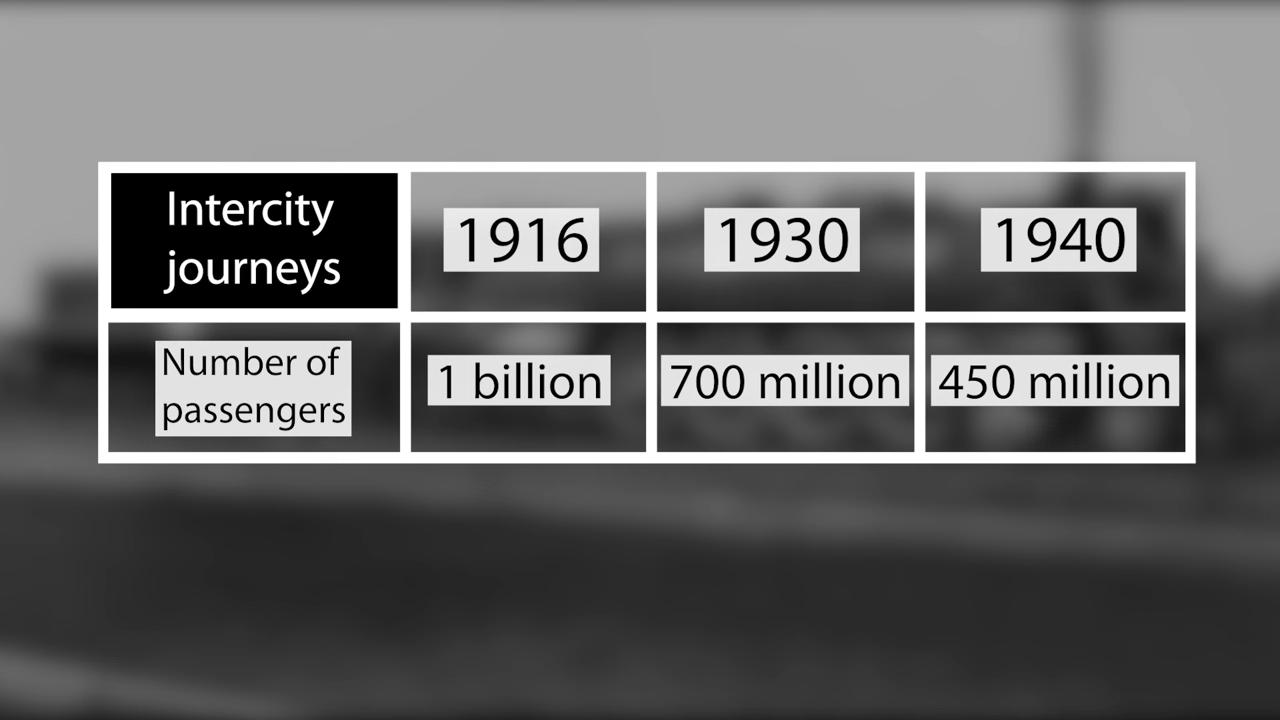 Intercity
journeys
1916
1930
1940
Number of
passengers
1 billion
700 million
450 million